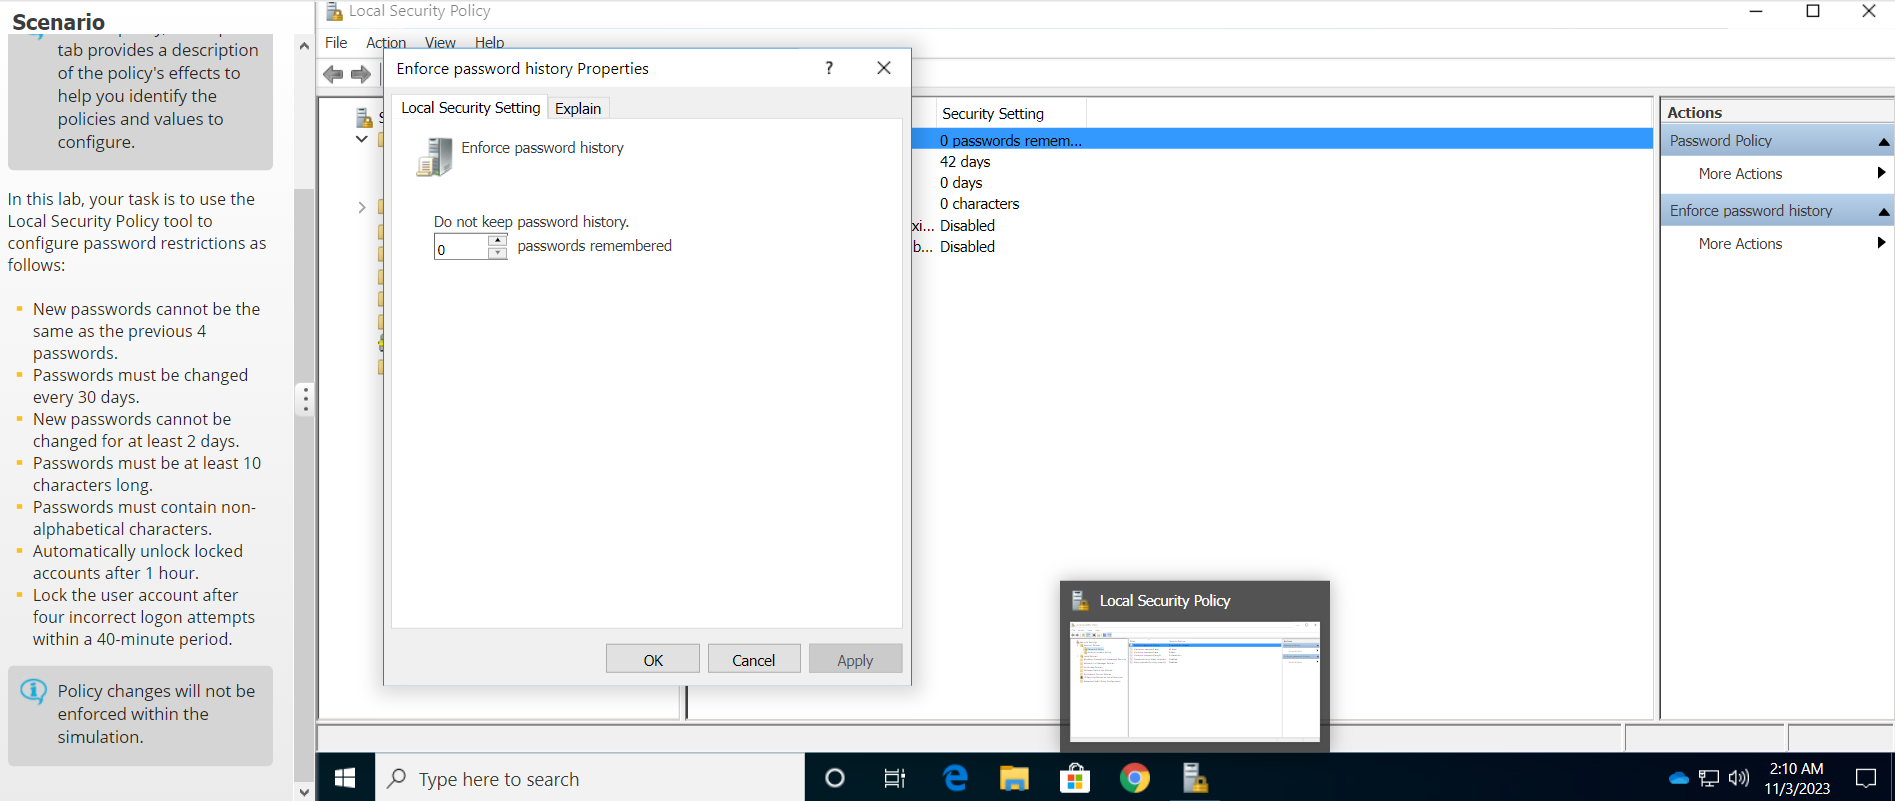 Scenario
tab provides a description
of the policy's effects to
help you identify the
policies and values to
configure.
In this lab, your task is to use the
Local Security Policy tool to
configure password restrictions as
follows:
New passwords cannot be the
same as the previous 4
passwords.
Passwords must be changed
every 30 days.
New passwords cannot be
changed for at least 2 days.
Passwords must be at least 10
characters long.
Passwords must contain non-
alphabetical characters.
Automatically unlock locked
accounts after 1 hour.
Lock the user account after
four incorrect logon attempts
within a 40-minute period.
Policy changes will not be
enforced within the
simulation.
Local Security Policy
File Action View Help
Enforce password history Properties
?
Local Security Setting Explain
Enforce password history
Do not keep password history.
0 passwords remembered
OK Cancel Apply
Security Setting
0 passwords remem...
42 days
0 days
0 characters
xi... Disabled
b... Disabled
Actions
Password Policy
More Actions
Enforce password history
More Actions
Local Security Policy
Type here to search
2:10 AM
11/3/2023